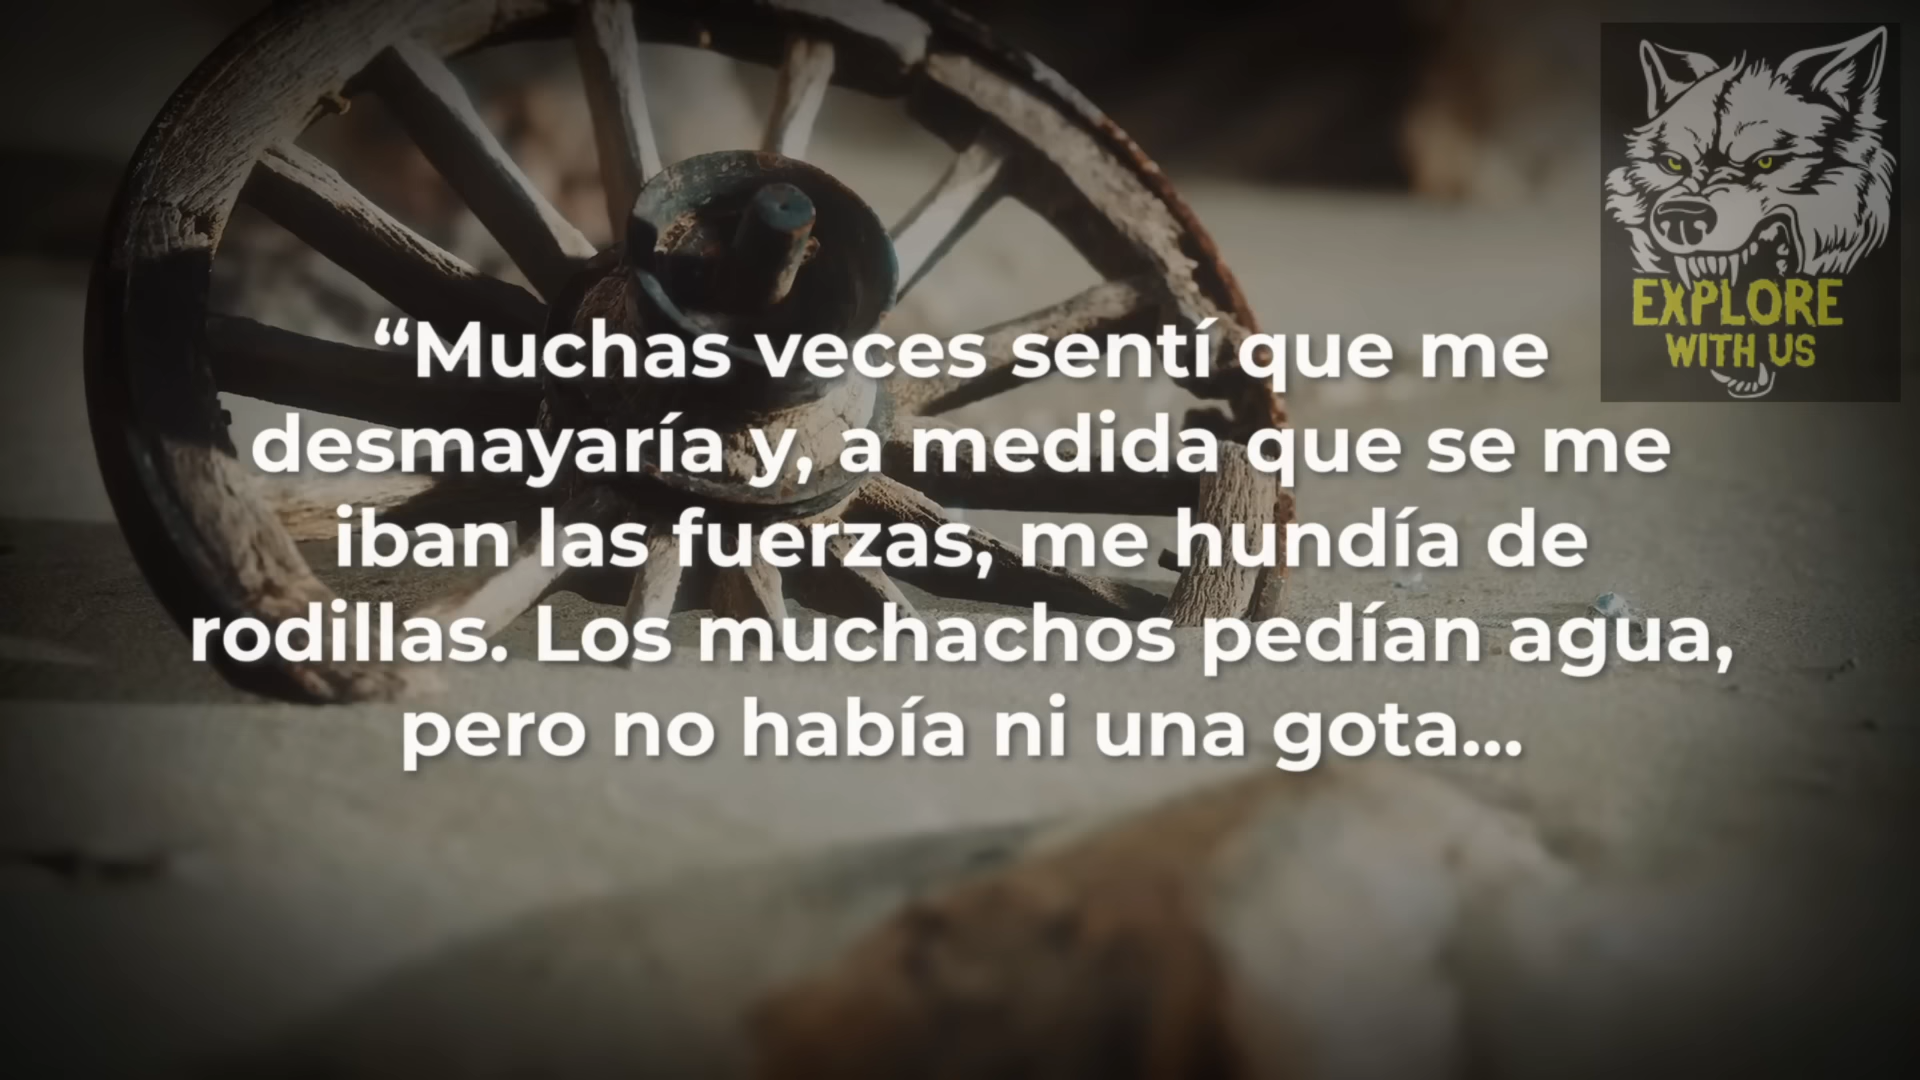 EXPLORE
WITH US
“Muchas veces sentí que me
desmayaría y, a medida que se me
iban las fuerzas, me hundía de
rodillas. Los muchachos pedían agua,
pero no había ni una gota...